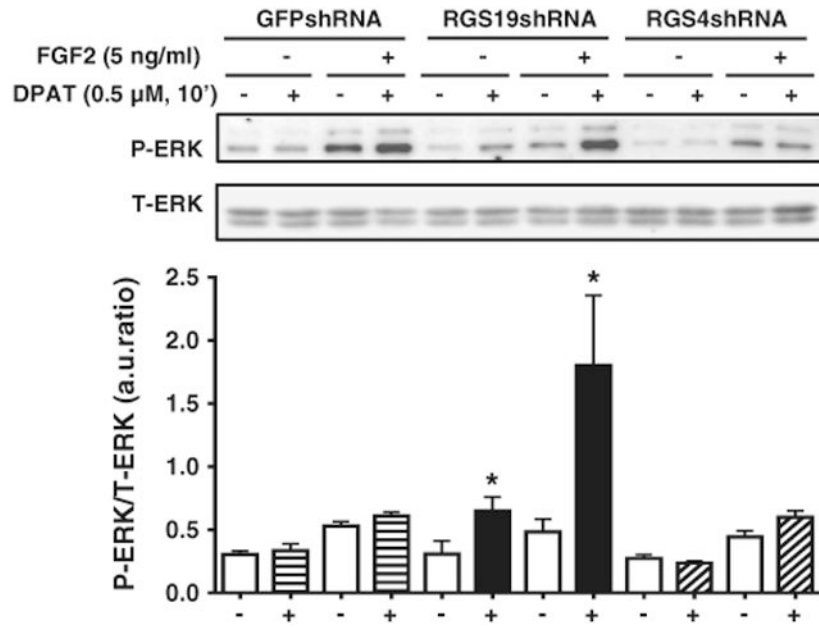 GFPshRNA RGS19shRNA RGS4shRNA
FGF2 (5 ng/ml) - + - + - +
DPAT (0.5 µM, 10') - + - + - + - + - + - +
P-ERK
T-ERK
P-ERK/T-ERK (a.u.ratio)
2.5
2.0
1.5
1.0
0.5
0.0
* *
- + - + - + - + - + - +